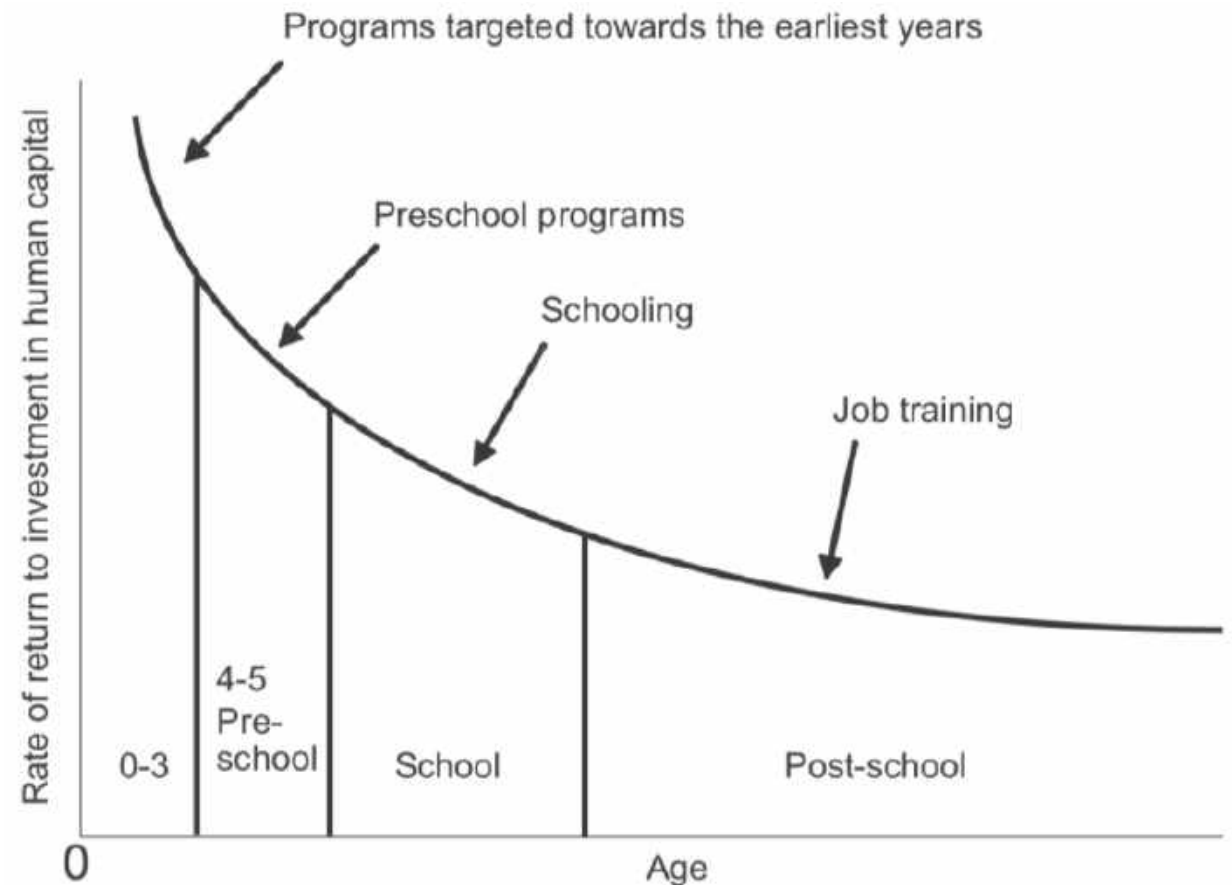 Programs targeted towards the earliest years
Preschool programs
Schooling
Job training
Rate of return to investment in human capital
4-5
Pre-
school
0-3
School
Post-school
0
Age